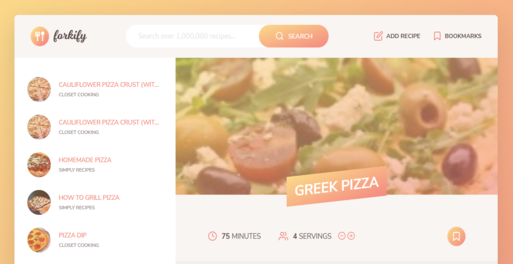 forkify
Search over 1,000,000 recipes...
SEARCH
ADD RECIPE
BOOKMARKS
CAULIFLOWER PIZZA CRUST (WIT...
CLOSET COOKING
CAULIFLOWER PIZZA CRUST (WIT...
CLOSET COOKING
HOMEMADE PIZZA
SIMPLY RECIPES
HOW TO GRILL PIZZA
SIMPLY RECIPES
PIZZA DIP
CLOSET COOKING
GREEK PIZZA
75 MINUTES
4 SERVINGS